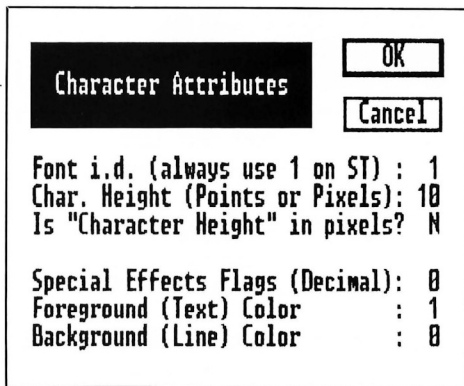 OK
Character Attributes
Cancel
Font i.d. (always use 1 on ST) : 1
Char. Height (Points or Pixels): 10
Is "Character Height" in pixels? N
Special Effects Flags (Decimal): 0
Foreground (Text) Color : 1
Background (Line) Color : 0